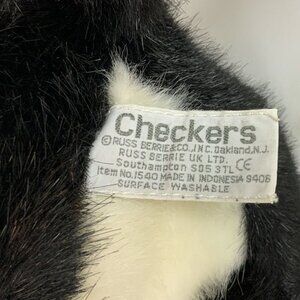 Checkers
© RUSS BERRIE & CO., INC. Oakland, N.J.
RUSS BERRIE UK LTD.
Southampton SO5 3TL CE
Item No. 1540 MADE IN INDONESIA 9406
SURFACE WASHABLE